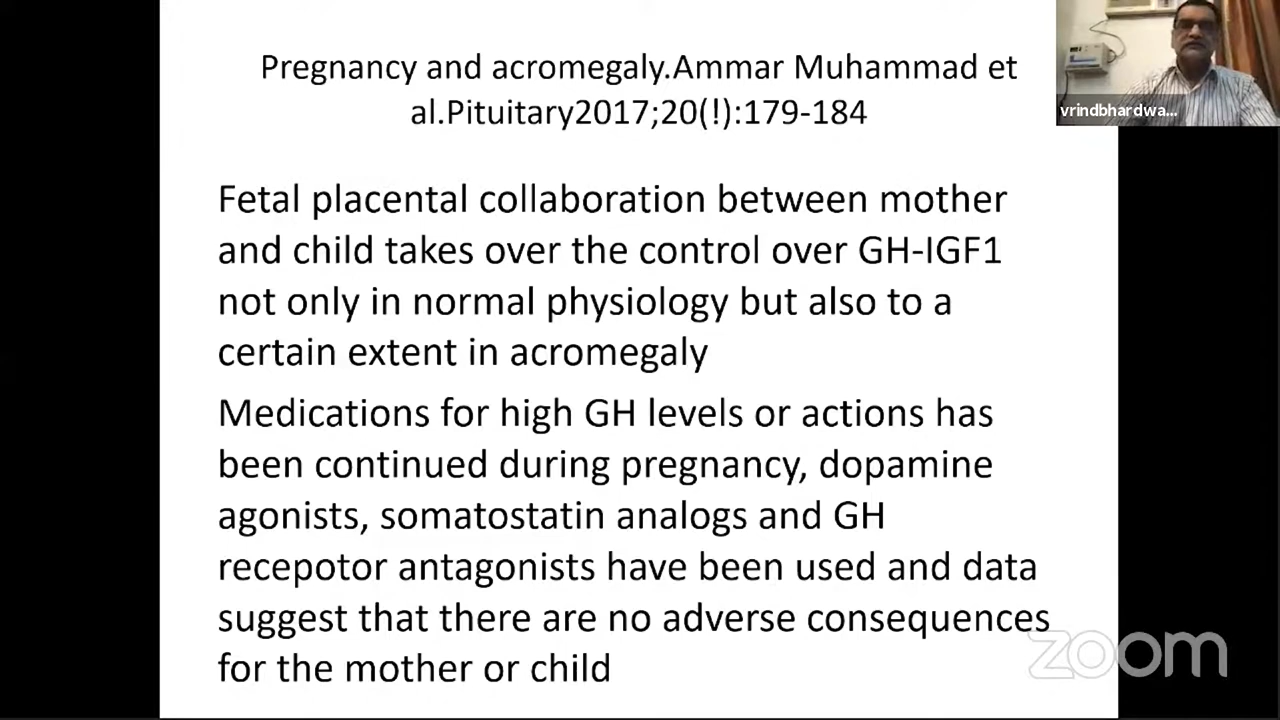 Pregnancy and acromegaly.Ammar Muhammad et
al.Pituitary2017;20(!):179-184
vrindbhardwa...
Fetal placental collaboration between mother
and child takes over the control over GH-IGF1
not only in normal physiology but also to a
certain extent in acromegaly
Medications for high GH levels or actions has
been continued during pregnancy, dopamine
agonists, somatostatin analogs and GH
recepotor antagonists have been used and data
suggest that there are no adverse consequences
for the mother or child
zoom